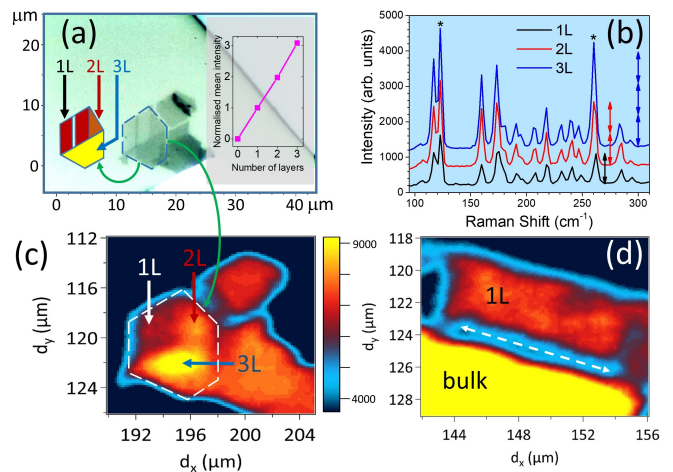 µm
25
20
10
0
0
10
20
30
40 µm
(a)
1L
2L
3L
Normalised mean intensity
3
2
1
0
0
1
2
3
Number of layers
(b)
Intensity (arb. units)
5000
4000
3000
2000
1000
0
100
150
200
250
300
Raman Shift (cm-1)
1L
2L
3L
*
*
(c)
dy (µm)
112
116
120
124
192
196
200
204
dx (µm)
1L
2L
3L
9000
4000
(d)
dy (µm)
118
120
122
124
126
128
144
148
152
156
dx (µm)
1L
bulk